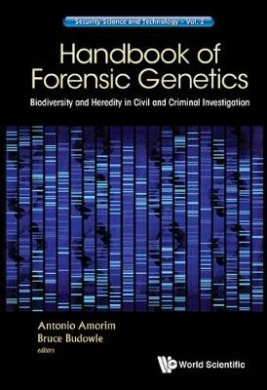 Security Science and Technology – Vol. 2
Handbook of
Forensic Genetics
Biodiversity and Heredity in Civil and Criminal Investigation
Antonio Amorim
Bruce Budowle
editors
World Scientific